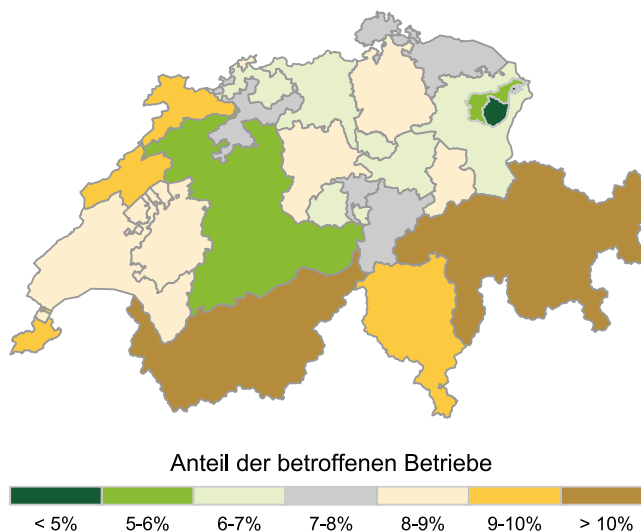 Anteil der betroffenen Betriebe
< 5% 5-6% 6-7% 7-8% 8-9% 9-10% > 10%